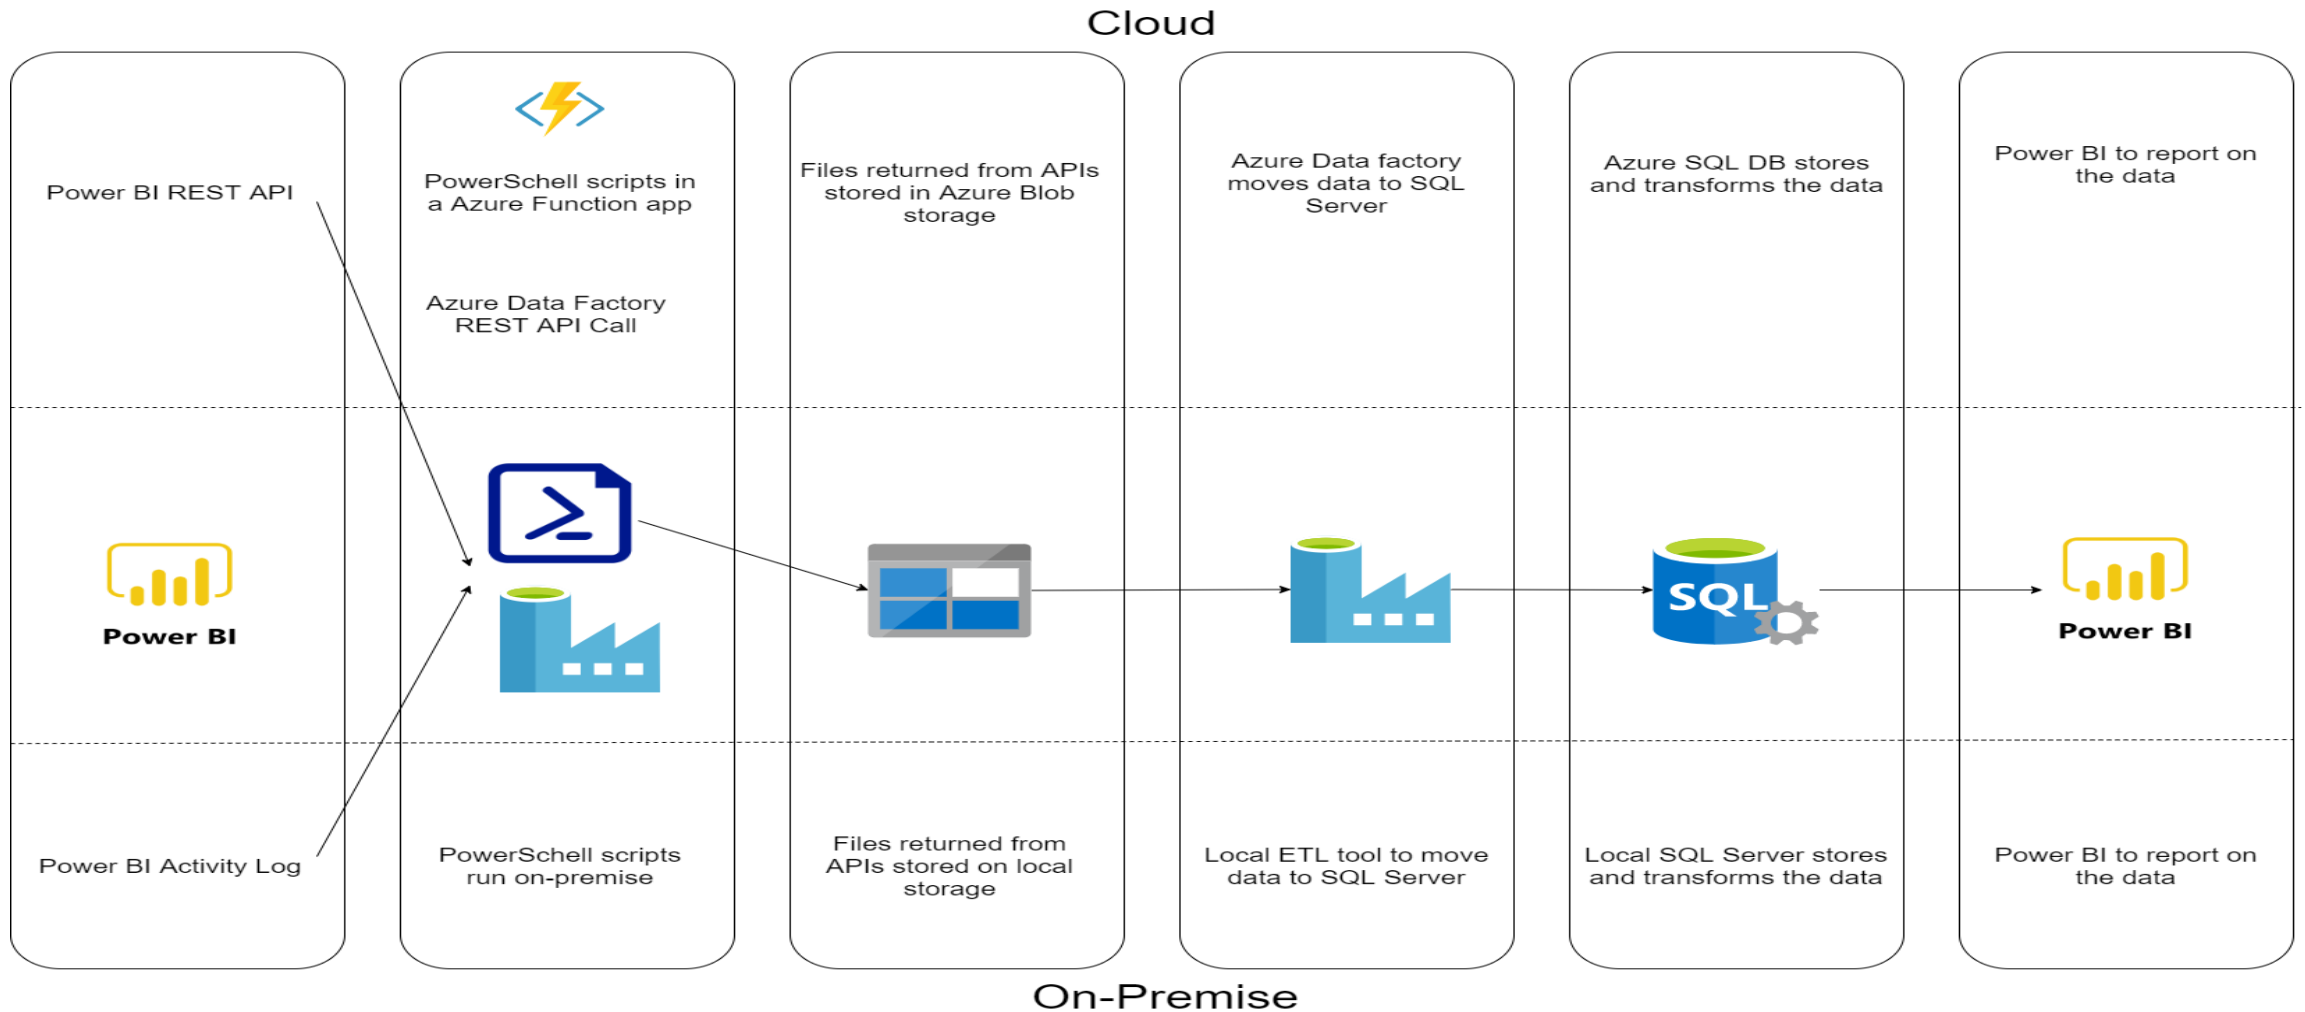 Cloud
Power BI REST API
PowerSchell scripts in
a Azure Function app
Azure Data Factory
REST API Call
Files returned from APIs
stored in Azure Blob
storage
Azure Data factory
moves data to SQL
Server
Azure SQL DB stores
and transforms the data
Power BI to report on
the data
Power BI
SQL
Power BI
Power BI Activity Log
PowerSchell scripts
run on-premise
Files returned from
APIs stored on local
storage
Local ETL tool to move
data to SQL Server
Local SQL Server stores
and transforms the data
Power BI to report on
the data
On-Premise